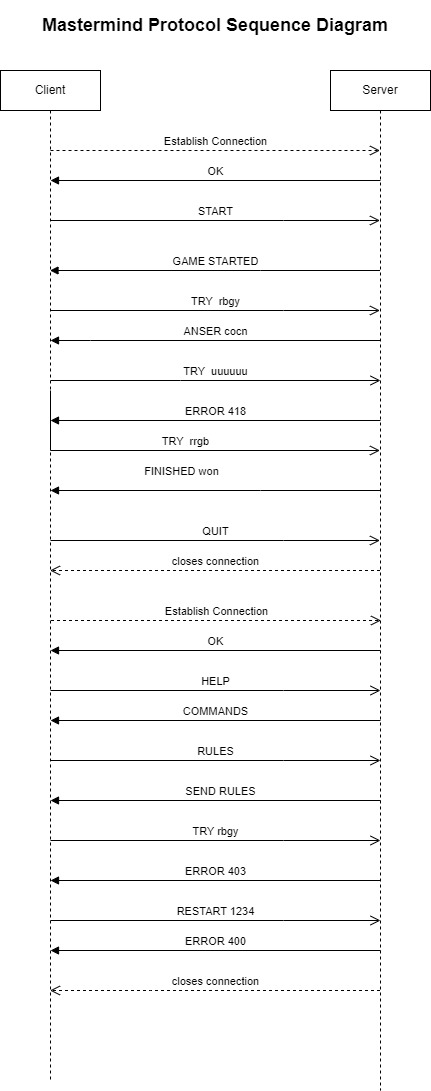 Mastermind Protocol Sequence Diagram
Client
Server
Establish Connection
OK
START
GAME STARTED
TRY rbgy
ANSER cocn
TRY uuuuuu
ERROR 418
TRY rrgb
FINISHED won
QUIT
closes connection
Establish Connection
OK
HELP
COMMANDS
RULES
SEND RULES
TRY rbgy
ERROR 403
RESTART 1234
ERROR 400
closes connection